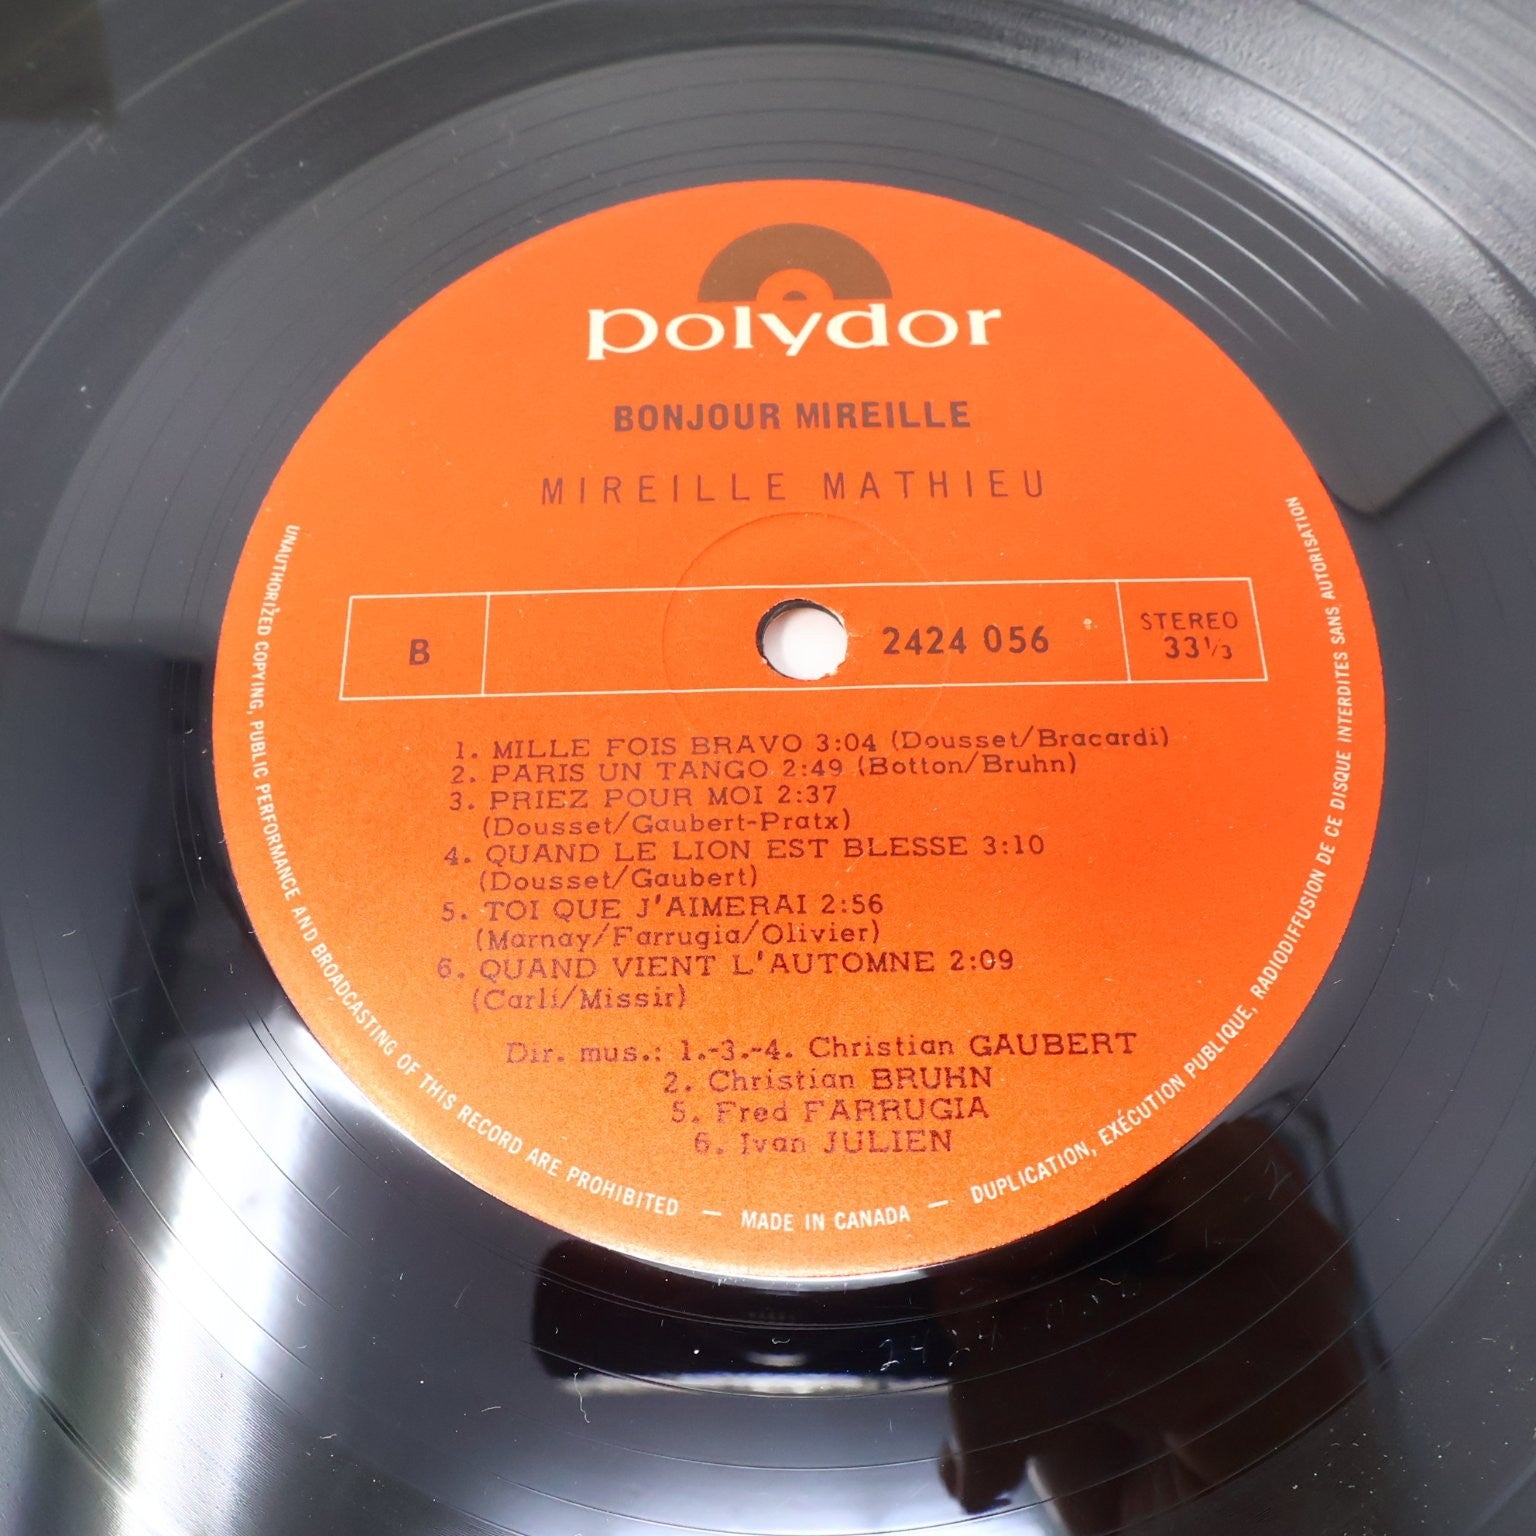 polydor
BONJOUR MIREILLE
MIREILLE MATHIEU
B
2424 056
STEREO
33⅓
1. MILLE FOIS BRAVO 3:04 (Dousset/Bracardi)
2. PARIS UN TANGO 2:49 (Botton/Bruhn)
3. PRIEZ POUR MOI 2:37
(Dousset/Gaubert-Pratx)
4. QUAND LE LION EST BLESSE 3:10
(Dousset/Gaubert)
5. TOI QUE J'AIMERAI 2:56
(Marnay/Farrugia/Olivier)
6. QUAND VIENT L'AUTOMNE 2:09
(Carli/Missir)
Dir. mus.: 1.-3.-4. Christian GAUBERT
2. Christian BRUHN
5. Fred FARRUGIA
6. Ivan JULIEN
UNAUTHORIZED COPYING, PUBLIC PERFORMANCE AND BROADCASTING OF THIS RECORD ARE PROHIBITED — MADE IN CANADA — DUPLICATION, EXÉCUTION PUBLIQUE, RADIODIFFUSION DE CE DISQUE INTERDITES SANS AUTORISATION